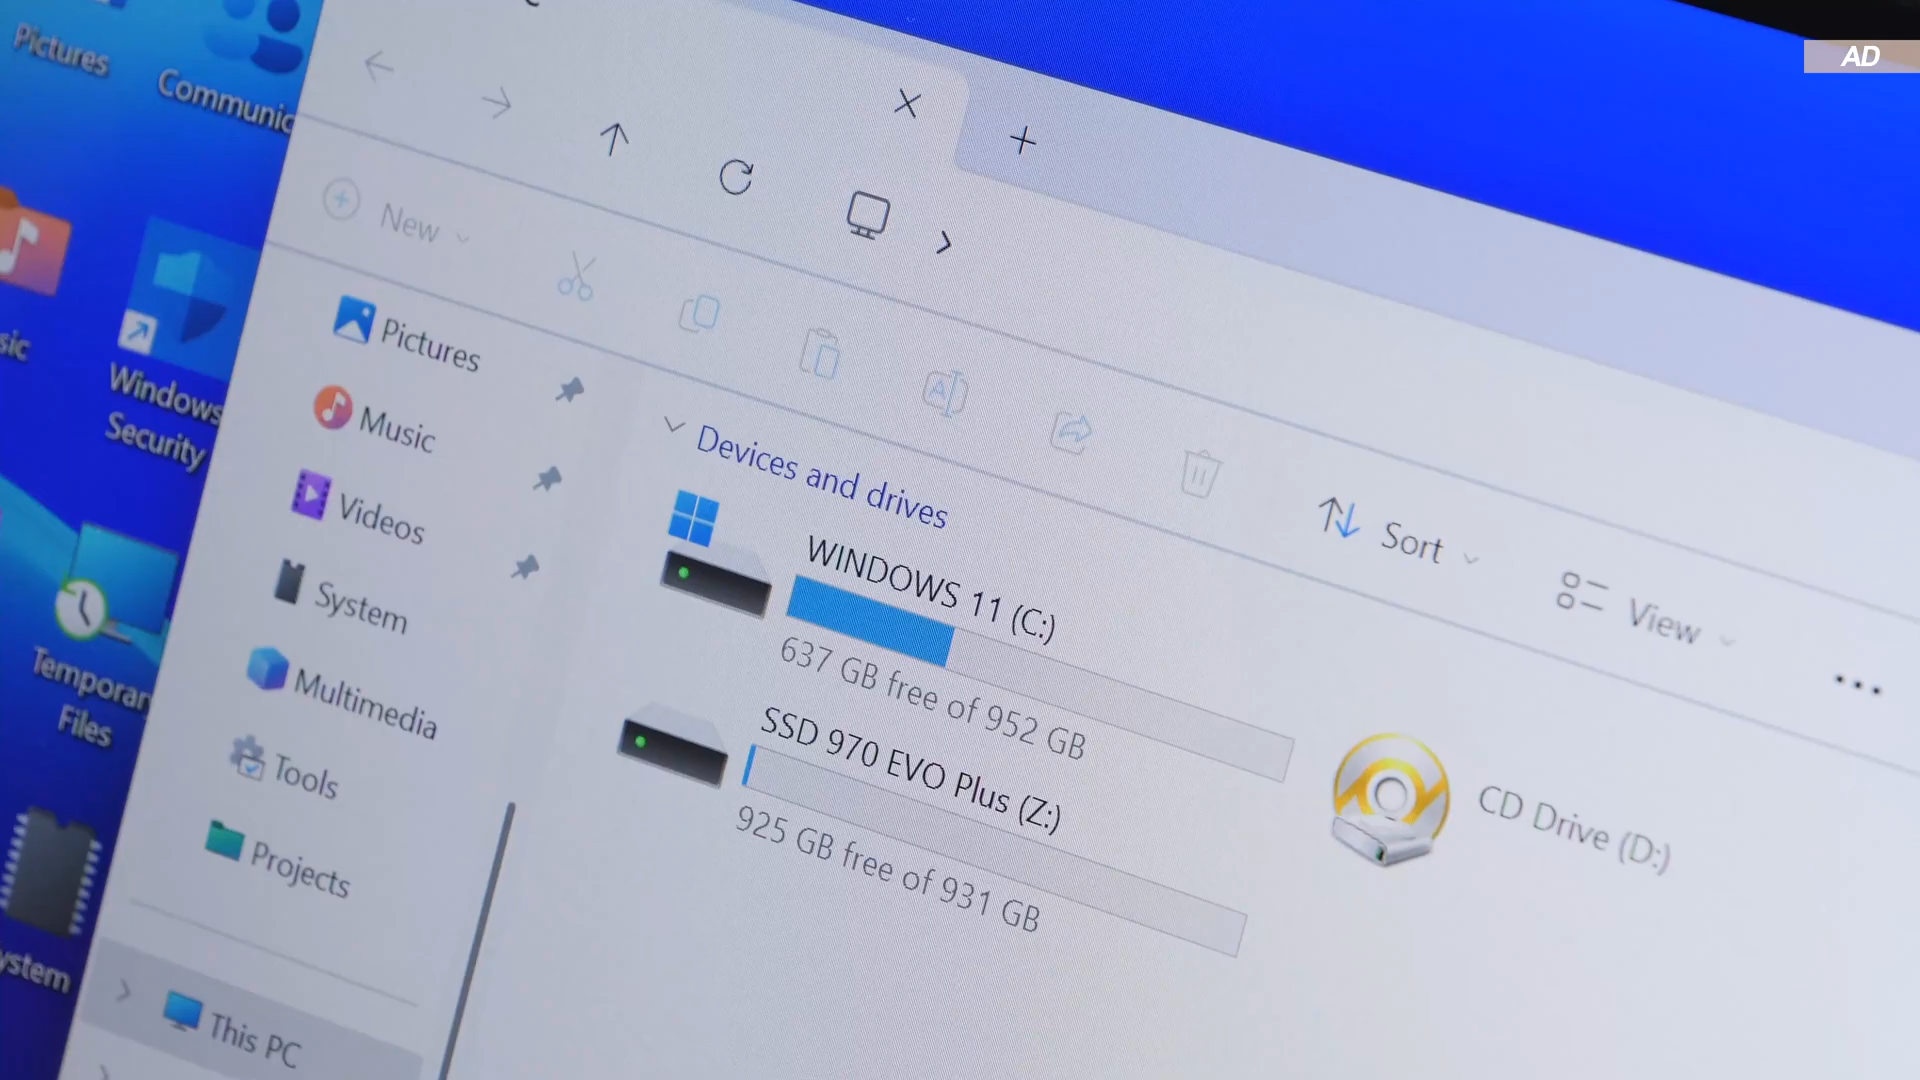 AD
Pictures
Communic
sic
Windows
Security
Temporar
Files
ystem
New
Sort
View
Pictures
Music
Videos
System
Multimedia
Tools
Projects
This PC
Devices and drives
WINDOWS 11 (C:)
637 GB free of 952 GB
SSD 970 EVO Plus (Z:)
925 GB free of 931 GB
CD Drive (D:)